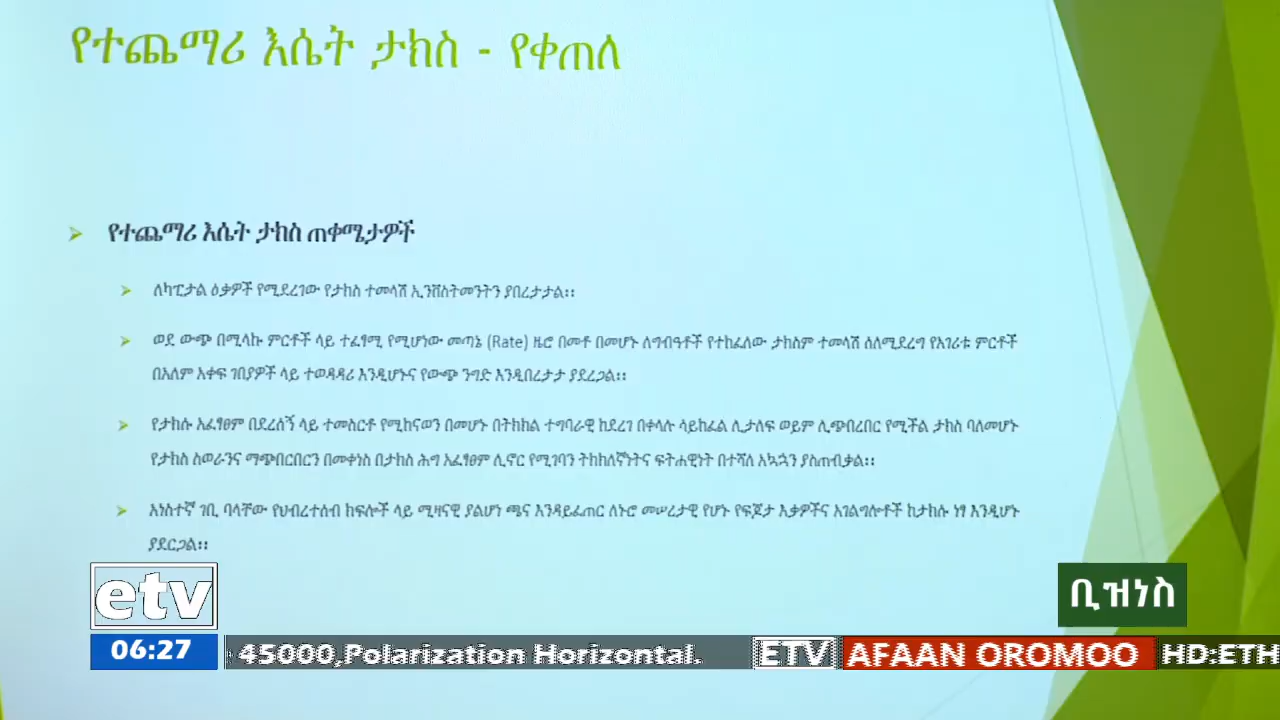 የተጨማሪ እሴት ታክስ - የቀጠለ
የተጨማሪ እሴት ታክስ ጠቀሜታዎች
ለካፒታል ዕቃዎች የሚደረገው የታክስ ተመላሽ ኢንቨስትመንትን ያበረታታል፡፡
ወደ ውጭ በሚላኩ ምርቶች ላይ ተፈፃሚ የሚሆነው መጣኔ (Rate) ዜሮ በመቶ በመሆኑ ለግብዓቶች የተከፈለው ታክስም ተመላሽ ስለሚደረግ የአገሪቱ ምርቶች
በአለም አቀፍ ገበያዎች ላይ ተወዳዳሪ እንዲሆኑና የውጭ ንግድ እንዲበረታታ ያደረጋል፡፡
የታክሱ አፈፃፀም በደረሰኝ ላይ ተመስርቶ የሚከናወን በመሆኑ በትክክል ተግባራዊ ከደረገ በቀላሉ ሳይከፈል ሊታለፍ ወይም ሊጭበረበር የሚችል ታክስ ባለመሆኑ
የታክስ ስወራንና ማጭበርበርን በመቀነስ በታክስ ሕግ አፈፃፀም ሊኖር የሚገባን ትክክለኛነትና ፍትሐዊነት በተሻለ አኳኋን ያስጠብቃል፡፡
አነስተኛ ገቢ ባላቸው የህብረተሰብ ክፍሎች ላይ ሚዛናዊ ያልሆነ ጫና እንዳይፈጠር ለኑሮ መሠረታዊ የሆኑ የፍጆታ እቃዎችና አገልግሎቶች ከታክሱ ነፃ እንዲሆኑ
ያደርጋል፡፡
etv
ቢዝነስ
06:27
45000,Polarization Horizontal. ETV AFAAN OROMOO HD:ETH